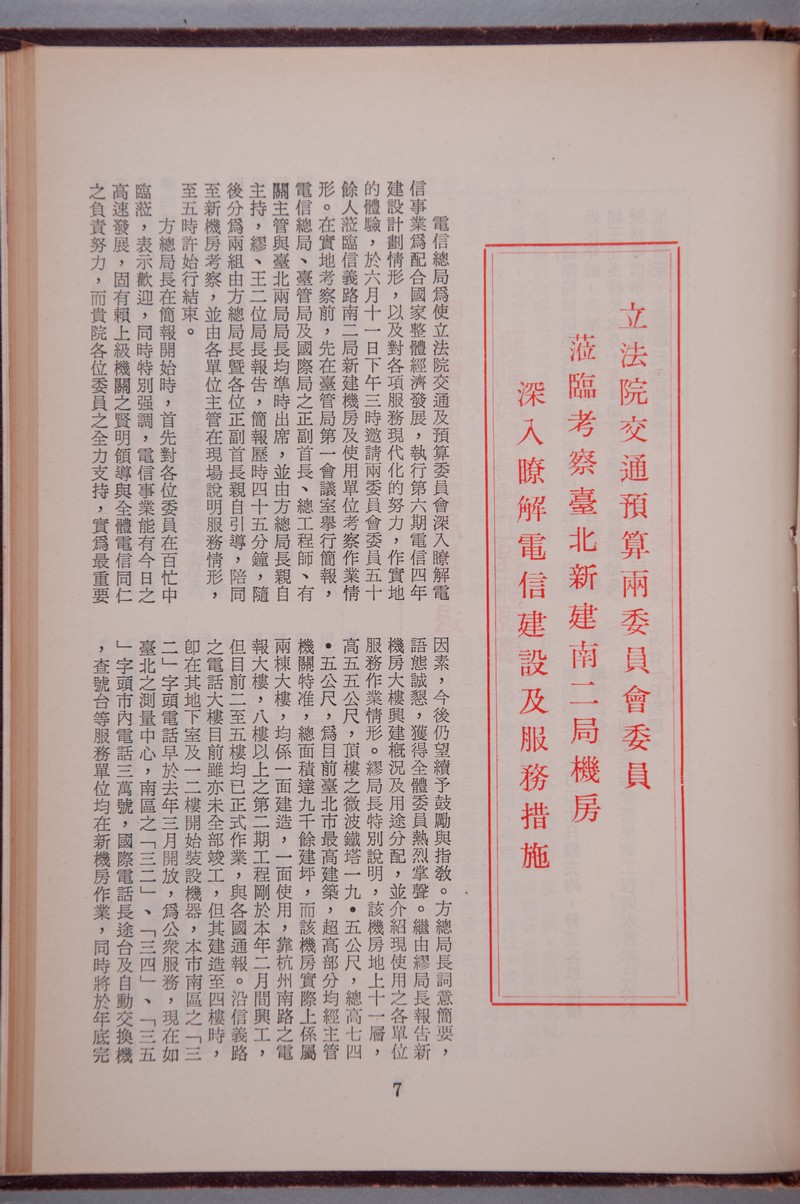 立法院交通預算兩委員會委員
蒞臨考察臺北新建南二局機房
深入瞭解電信建設及服務措施
電信總局爲使立法院交通及預算委員會深入瞭解電
信事業爲配合國家整體經濟發展，執行第六期電信四年
建設計劃情形，以及對各項服務現代化的努力，作實地
的體驗，於六月十一日下午三時邀請兩委員會委員五十
餘人蒞臨信義路南二局新建機房及使用單位考察作業情
形。在實地考察前，先在臺管局第一會議室舉行簡報，
電信總局、臺管局及國際局之正副首長、總工程師、有
關主管與臺北兩局局長均準時出席，並由方總局長親自
主持，繆、王二位局長報告，簡報歷時四十五分鐘，隨
後分爲兩組由方總局長暨各位正副首長親自引導，陪同
至新機房考察，並由各單位主管在現場說明服務情形，
至五時許始行結束。
方總局長在簡報開始時，首先對各位委員在百忙中
臨蒞，表示歡迎，同時特別强調，電信事業能有今日之
高速發展，固有賴上級機關之賢明領導與全體電信同仁
之負責努力，而貴院各位委員之全力支持，實爲最重要
因素，今後仍望續予鼓勵與指教。方總局長詞意簡要，
語態誠懇，獲得全體委員熱烈掌聲。繼由繆局長報告新
機房大樓興建概況及用途分配，並介紹現使用之各單位
服務作業情形。繆局長特別說明，該機房地上十一層，
高五五公尺，頂樓之微波鐵塔一九•五公尺，總高七四
•五公尺，爲目前臺北市最高建築，超高部分均經主管
機關特准，總面積達九千餘建坪，而該機房實際上係屬
兩棟大樓，均係一面建造，一面使用，靠杭州南路之電
報大樓，八樓以上之第二期工程剛於本年二月間興工，
但目前二至五樓均已正式作業，與各國通報。沿信義路
之電話大樓目前雖亦未全部竣工，但其建造至四樓時，
卽在其地下室及一二樓開始裝設機器，本市南區之「三
二」字頭電話早於去年三月開放，爲公衆服務，現在如
臺北之測量中心，南區之「三二」、「三四」、「三五
」字頭市內電話三萬號，國際電話長途台及自動交換機
，查號台等服務單位均在新機房作業，同時將於年底完
7